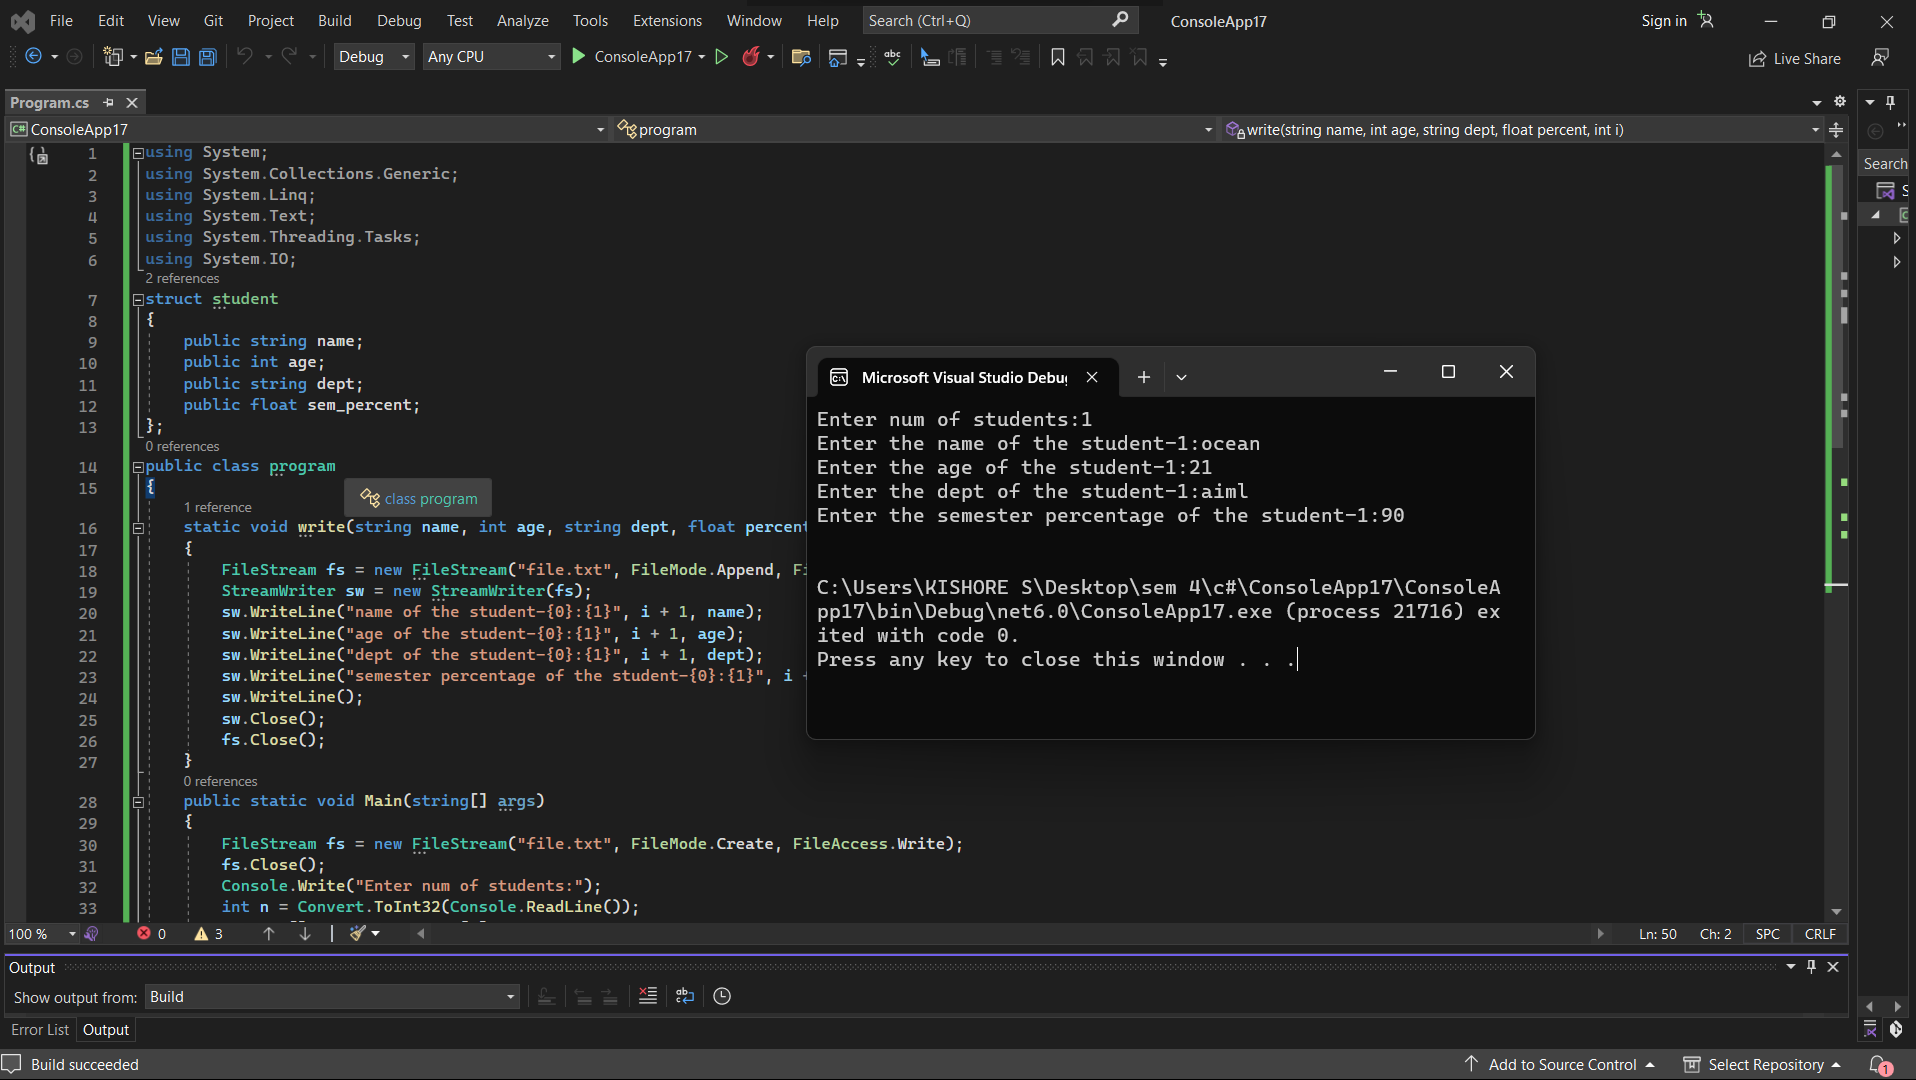 File Edit View Git Project Build Debug Test Analyze Tools Extensions Window Help Search (Ctrl+Q) ConsoleApp17 Sign in
Debug Any CPU ConsoleApp17 Live Share
Program.cs
ConsoleApp17 program write(string name, int age, string dept, float percent, int i)
Search
1 using System;
2 using System.Collections.Generic;
3 using System.Linq;
4 using System.Text;
5 using System.Threading.Tasks;
6 using System.IO;
2 references
7 struct student
8 {
9 public string name;
10 public int age;
11 public string dept;
12 public float sem_percent;
13 };
0 references
14 public class program
15 {
class program
1 reference
16 static void write(string name, int age, string dept, float percent
17 {
18 FileStream fs = new FileStream("file.txt", FileMode.Append, Fi
19 StreamWriter sw = new StreamWriter(fs);
20 sw.WriteLine("name of the student-{0}:{1}", i + 1, name);
21 sw.WriteLine("age of the student-{0}:{1}", i + 1, age);
22 sw.WriteLine("dept of the student-{0}:{1}", i + 1, dept);
23 sw.WriteLine("semester percentage of the student-{0}:{1}", i +
24 sw.WriteLine();
25 sw.Close();
26 fs.Close();
27 }
0 references
28 public static void Main(string[] args)
29 {
30 FileStream fs = new FileStream("file.txt", FileMode.Create, FileAccess.Write);
31 fs.Close();
32 Console.Write("Enter num of students:");
33 int n = Convert.ToInt32(Console.ReadLine());
Microsoft Visual Studio Debug
Enter num of students:1
Enter the name of the student-1:ocean
Enter the age of the student-1:21
Enter the dept of the student-1:aiml
Enter the semester percentage of the student-1:90
C:\Users\KISHORE S\Desktop\sem 4\c#\ConsoleApp17\ConsoleA
pp17\bin\Debug\net6.0\ConsoleApp17.exe (process 21716) ex
ited with code 0.
Press any key to close this window . . .
100 % 0 3 Ln: 50 Ch: 2 SPC CRLF
Output
Show output from: Build
Error List Output
Build succeeded Add to Source Control Select Repository 1